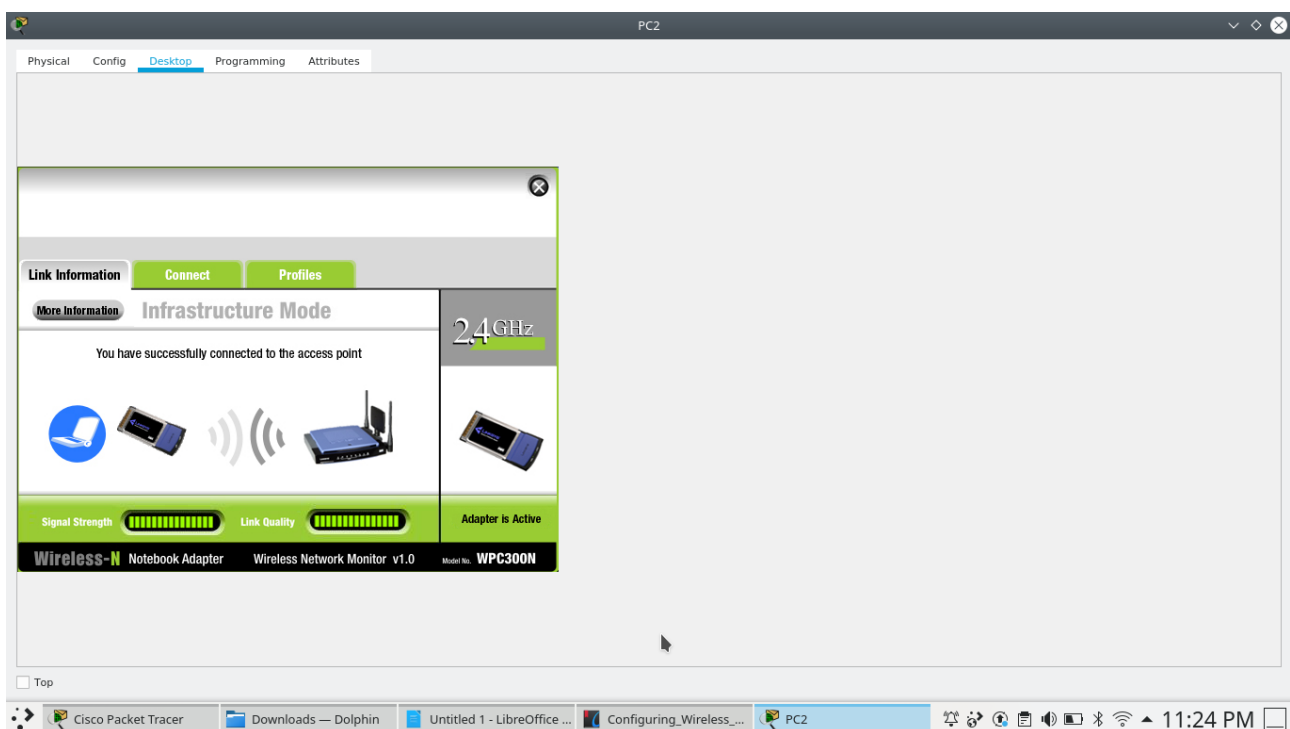 PC2
Physical Config Desktop Programming Attributes
Link Information Connect Profiles
More Information Infrastructure Mode
2.4GHz
You have successfully connected to the access point
Signal Strength Link Quality Adapter is Active
Wireless-N Notebook Adapter Wireless Network Monitor v1.0 Model No. WPC300N
Top
Cisco Packet Tracer Downloads — Dolphin Untitled 1 - LibreOffice ... Configuring_Wireless_... PC2 11:24 PM